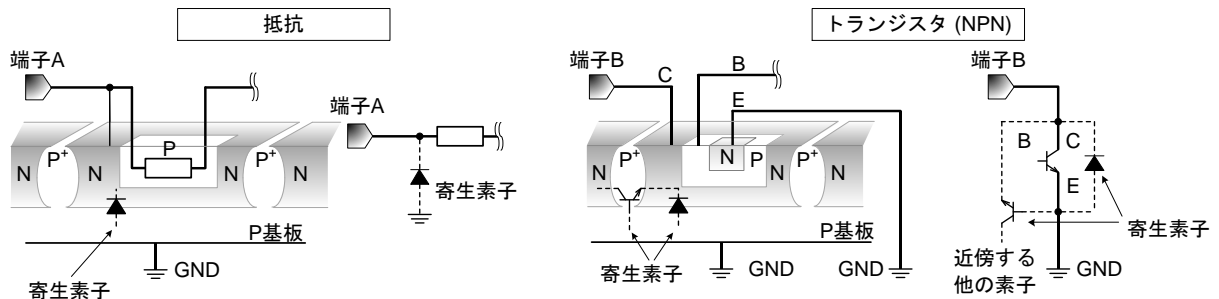 抵抗
トランジスタ (NPN)
端子A
端子A
P
N
P+
N
N
P+
N
寄生素子
P基板
GND
寄生素子
端子B
C
B
E
N
P+
N
N
P
N
P+
N
P基板
GND
GND
寄生素子
端子B
B
C
E
寄生素子
近傍する
他の素子
GND